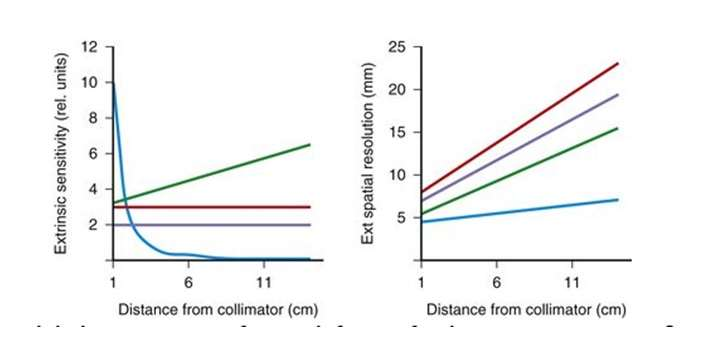 Extrinsic sensitivity (rel. units)
12
10
8
6
4
2
1 6 11
Distance from collimator (cm)
Ext spatial resolution (mm)
25
20
15
10
5
1 6 11
Distance from collimator (cm)